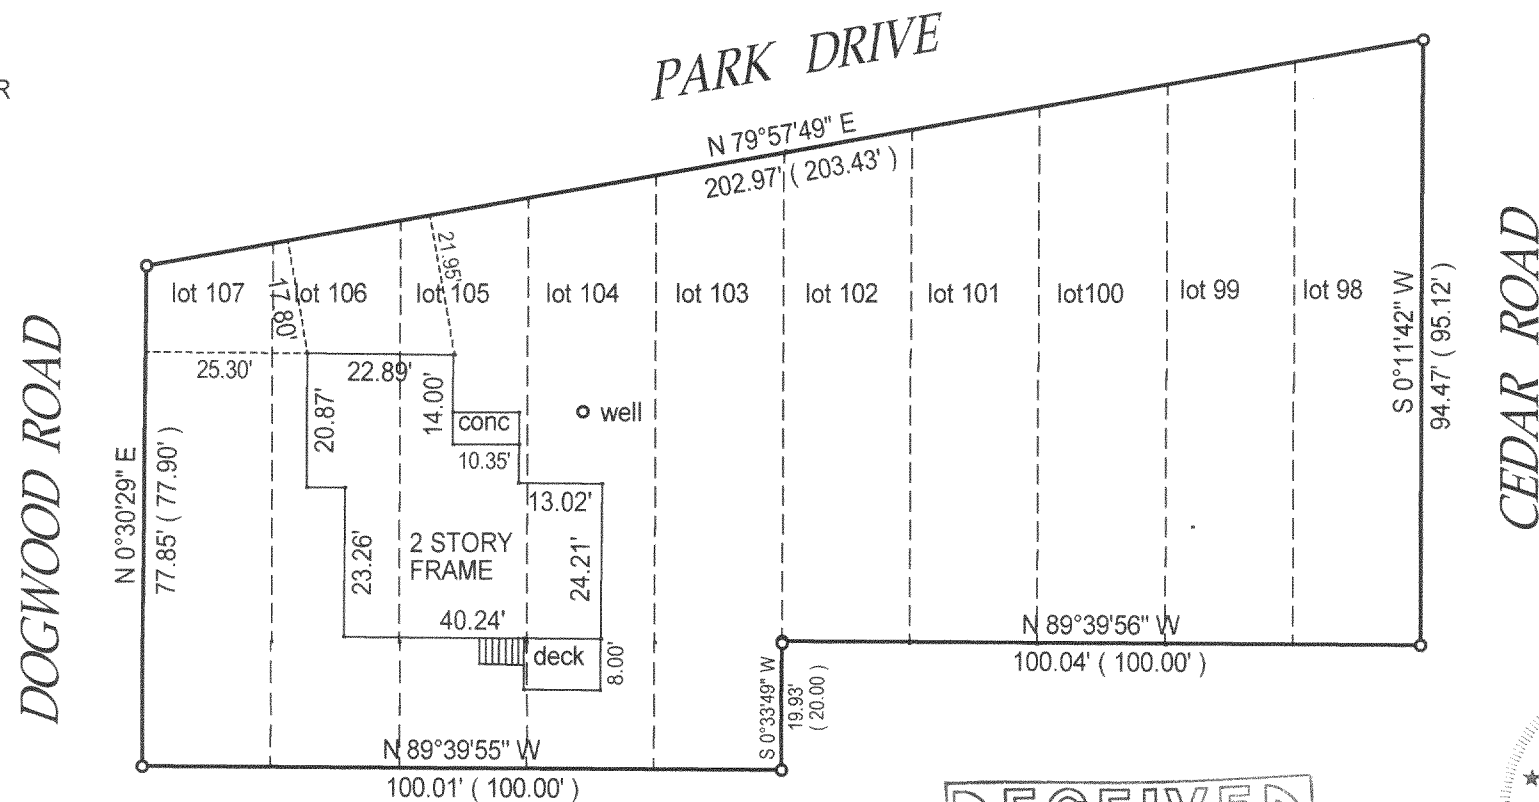 R
PARK DRIVE
N 79°57'49" E
202.97' ( 203.43' )
lot 107
lot 106
lot 105
lot 104
lot 103
lot 102
lot 101
lot100
lot 99
lot 98
17.80'
21.95'
25.30'
22.89'
20.87'
14.00'
conc
10.35'
well
13.02'
23.26'
2 STORY
FRAME
24.21'
40.24'
deck
8.00'
DOGWOOD ROAD
N 0°30'29" E
77.85' ( 77.90' )
S 0°11'42" W
94.47' ( 95.12' )
CEDAR ROAD
N 89°39'56" W
100.04' ( 100.00' )
S 0°33'49" W
19.93'
( 20.00 )
N 89°39'55" W
100.01' ( 100.00' )
RECEIVED